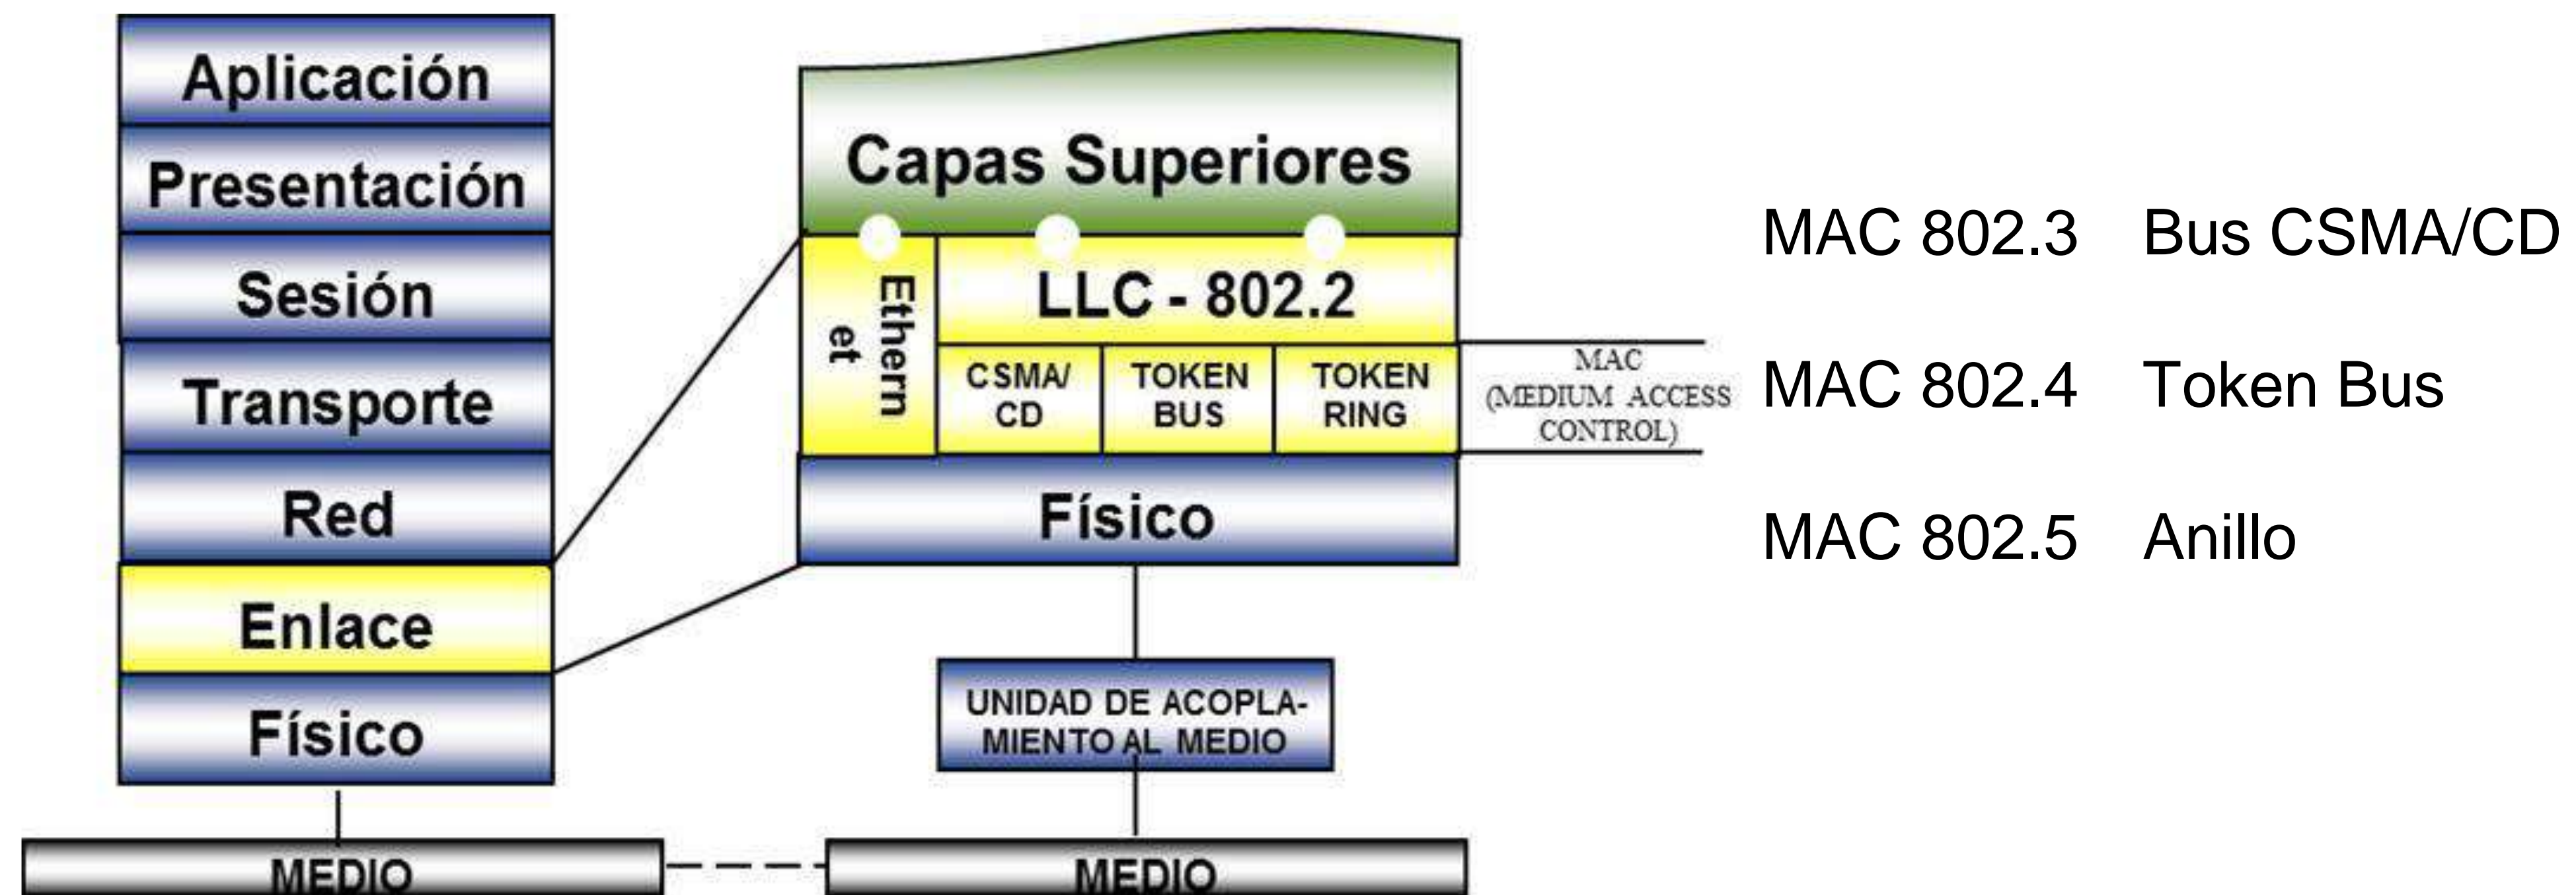 Aplicación
Presentación
Sesión
Transporte
Red
Enlace
Físico
MEDIO
Capas Superiores
Ethern
et
LLC - 802.2
CSMA/
CD
TOKEN
BUS
TOKEN
RING
MAC
(MEDIUM ACCESS
CONTROL)
Físico
UNIDAD DE ACOPLA-
MIENTO AL MEDIO
MEDIO
MAC 802.3 Bus CSMA/CD
MAC 802.4 Token Bus
MAC 802.5 Anillo